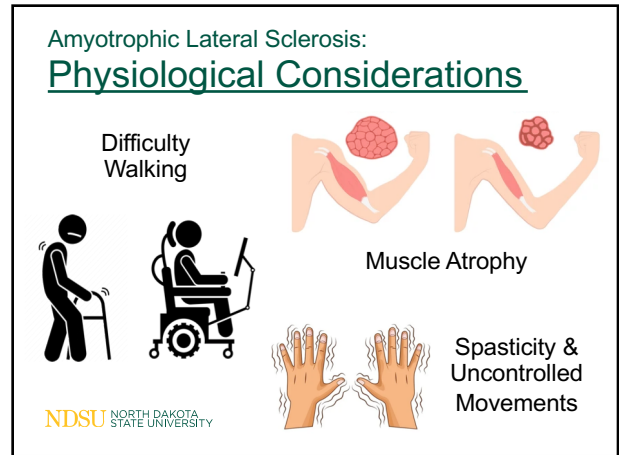 Amyotrophic Lateral Sclerosis:
Physiological Considerations
Difficulty
Walking
Muscle Atrophy
Spasticity &
Uncontrolled
Movements
NDSU NORTH DAKOTA
STATE UNIVERSITY